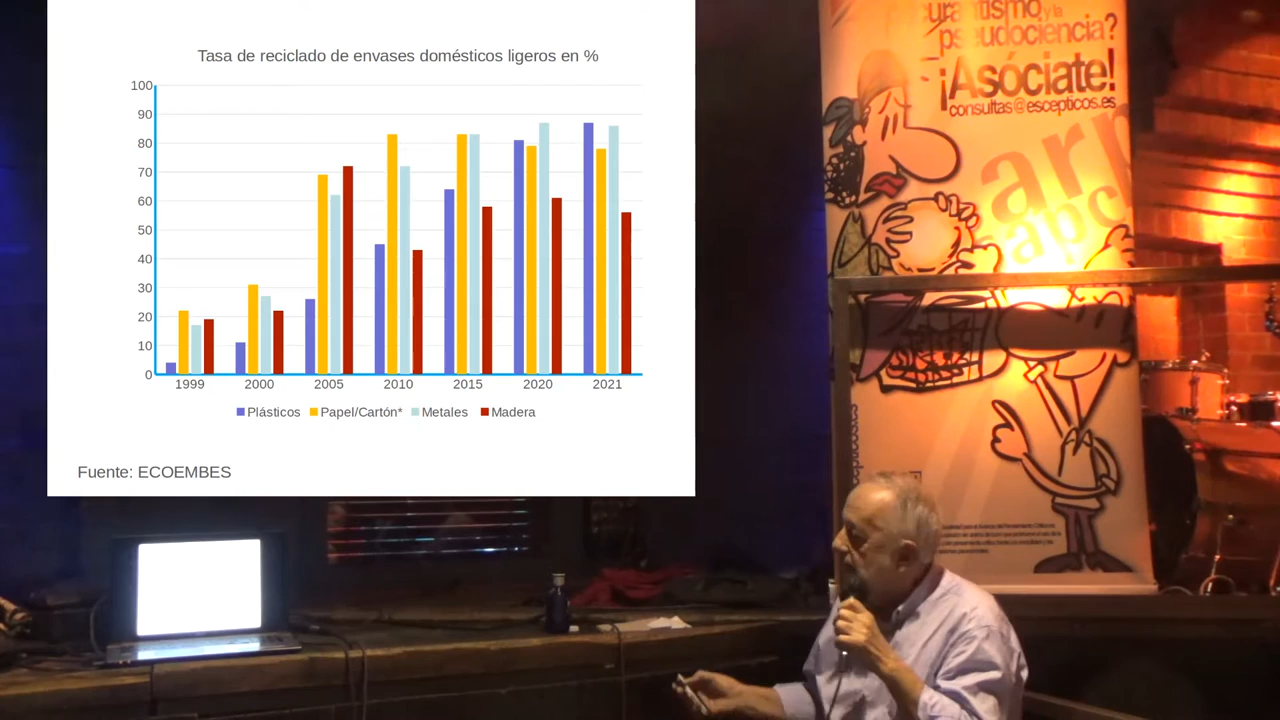 Tasa de reciclado de envases domésticos ligeros en %
100
90
80
70
60
50
40
30
20
10
0
1999 2000 2005 2010 2015 2020 2021
Plásticos Papel/Cartón* Metales Madera
Fuente: ECOEMBES
y la
pseudociencia?
¡Asóciate!
consultas@escepticos.es